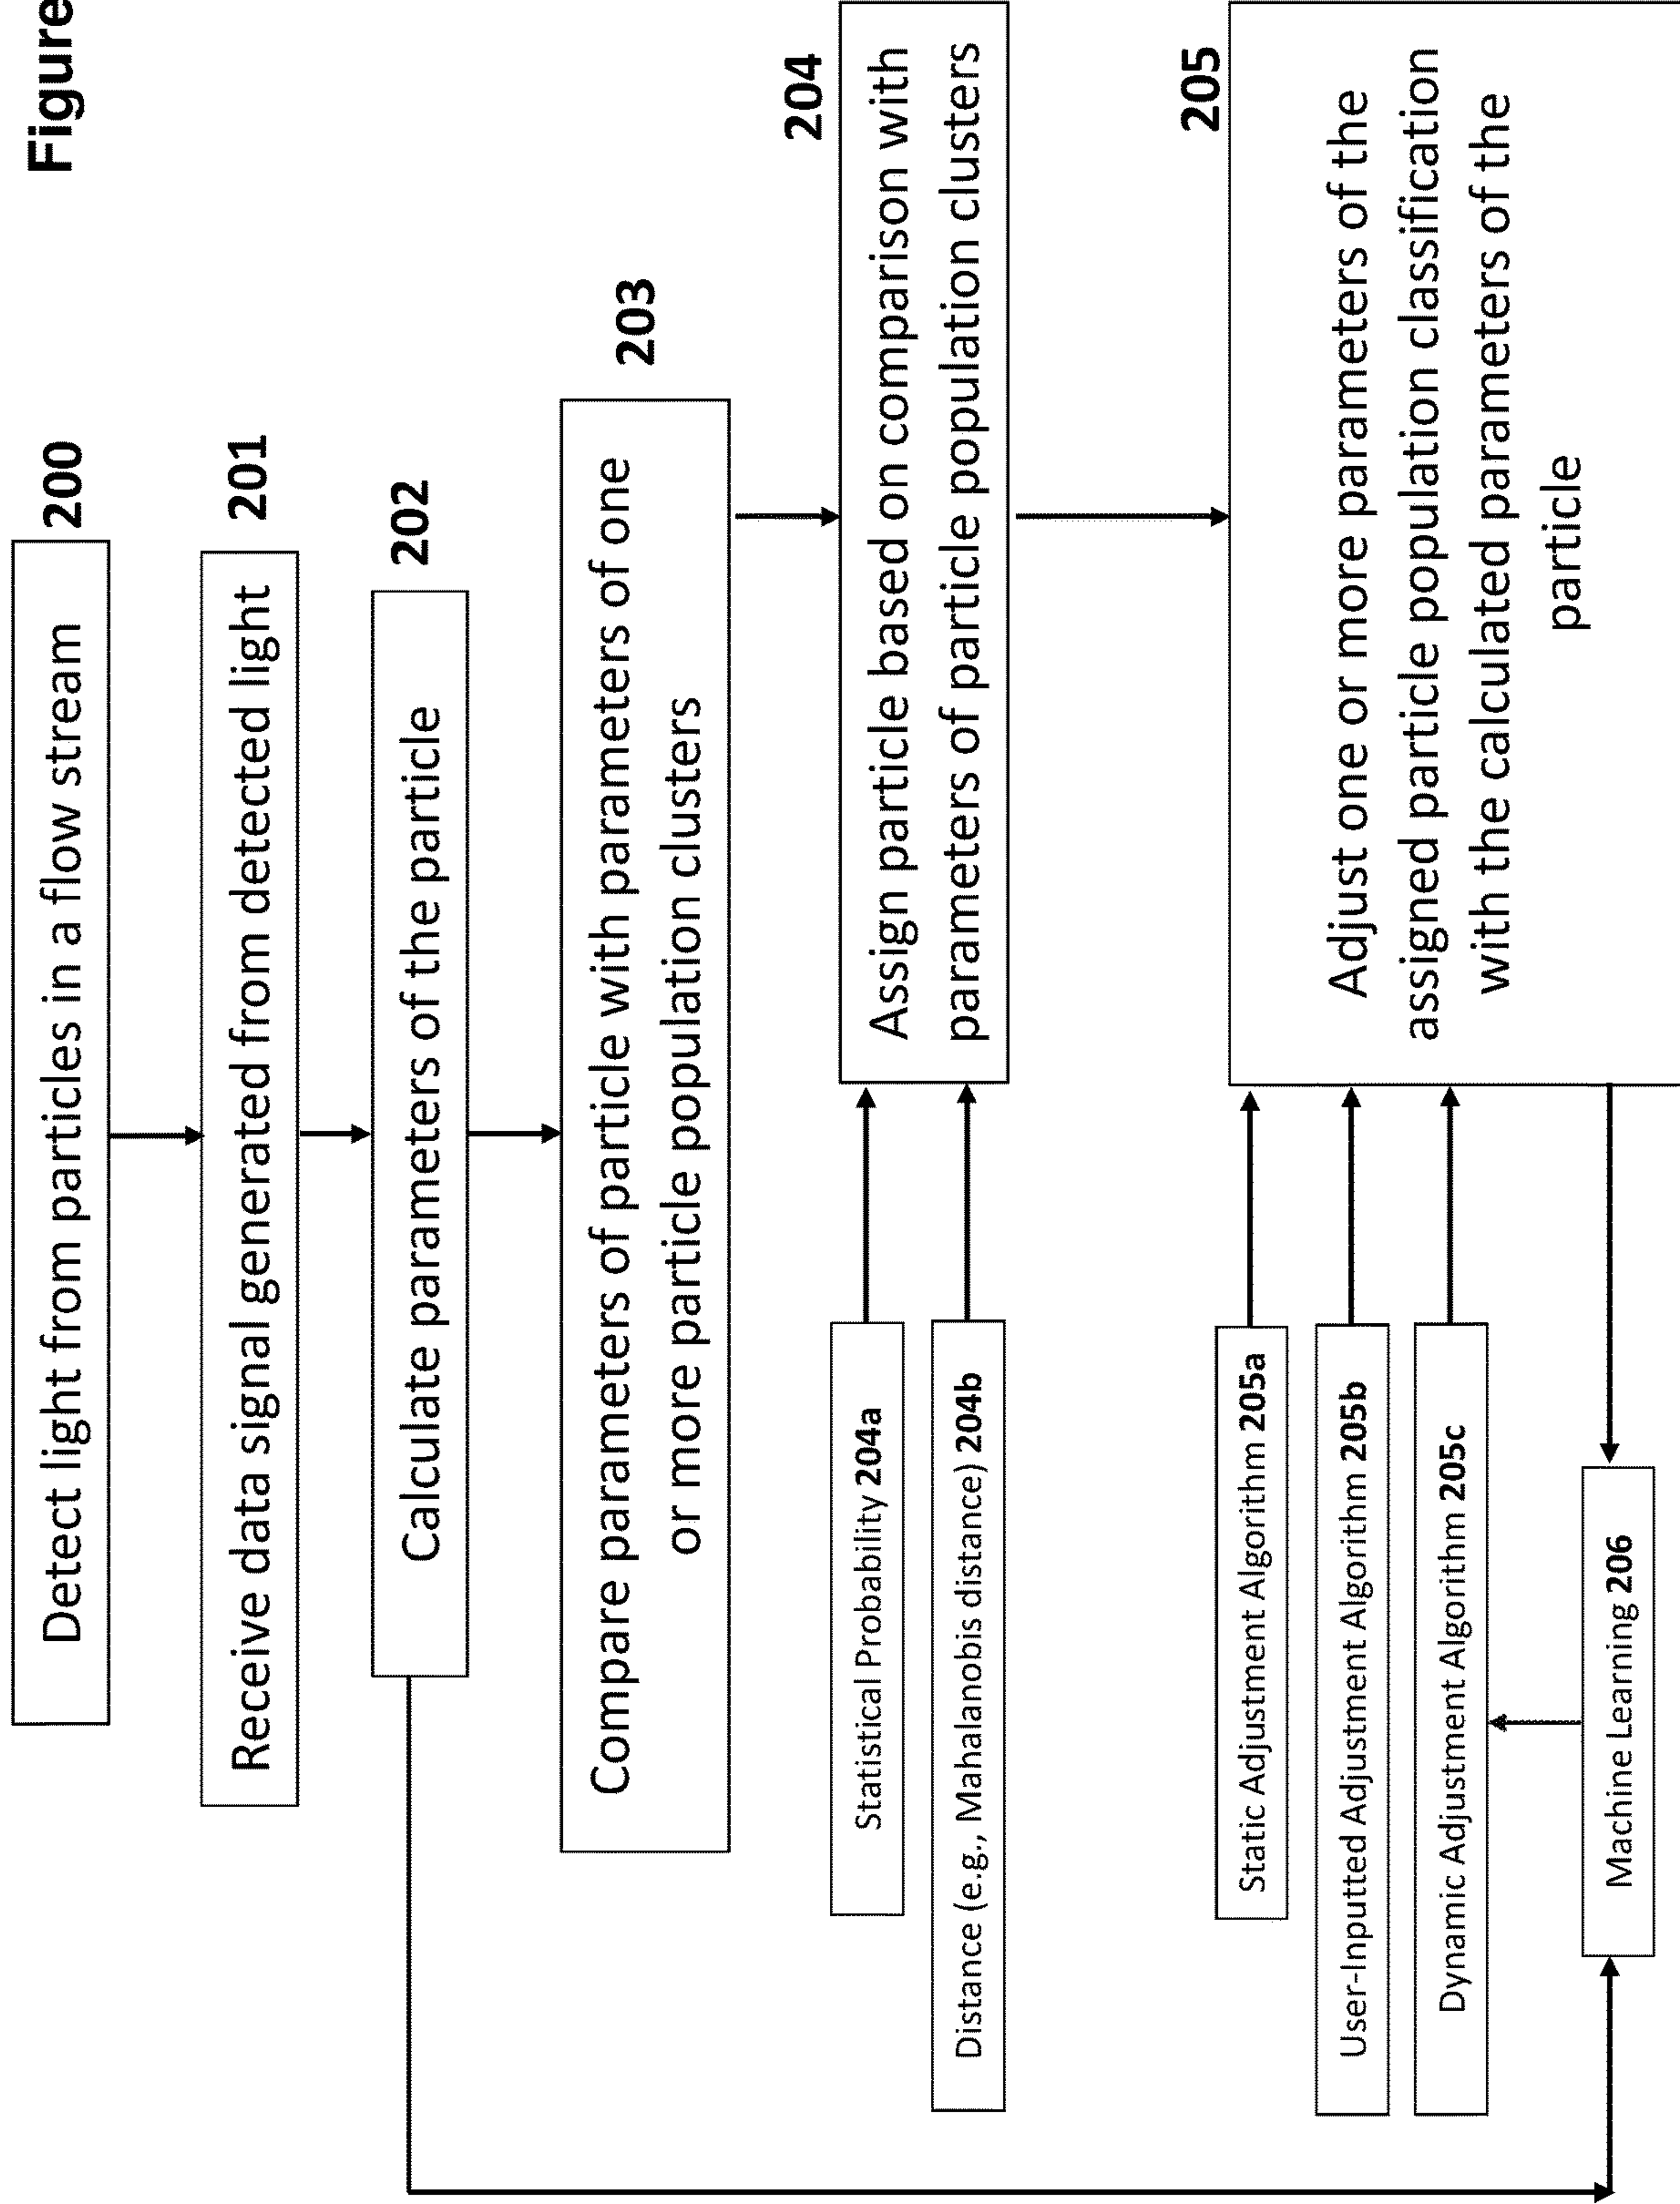 Figure
Detect light from particles in a flow stream
200
Receive data signal generated from detected light
201
Calculate parameters of the particle
202
Compare parameters of particle with parameters of one
or more particle population clusters
203
Statistical Probability 204a
Distance (e.g., Mahalanobis distance) 204b
Assign particle based on comparison with
parameters of particle population clusters
204
Static Adjustment Algorithm 205a
User-Inputted Adjustment Algorithm 205b
Dynamic Adjustment Algorithm 205c
Adjust one or more parameters of the
assigned particle population classification
with the calculated parameters of the
particle
205
Machine Learning 206